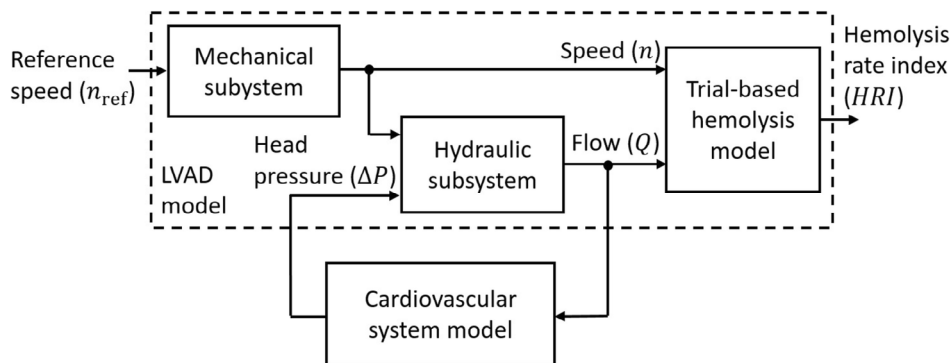 Reference
speed (n_ref)
Mechanical
subystem
Speed (n)
Hemolysis
rate index
(HRI)
Trial-based
hemolysis
model
Head
pressure (ΔP)
Hydraulic
subsystem
Flow (Q)
LVAD
model
Cardiovascular
system model